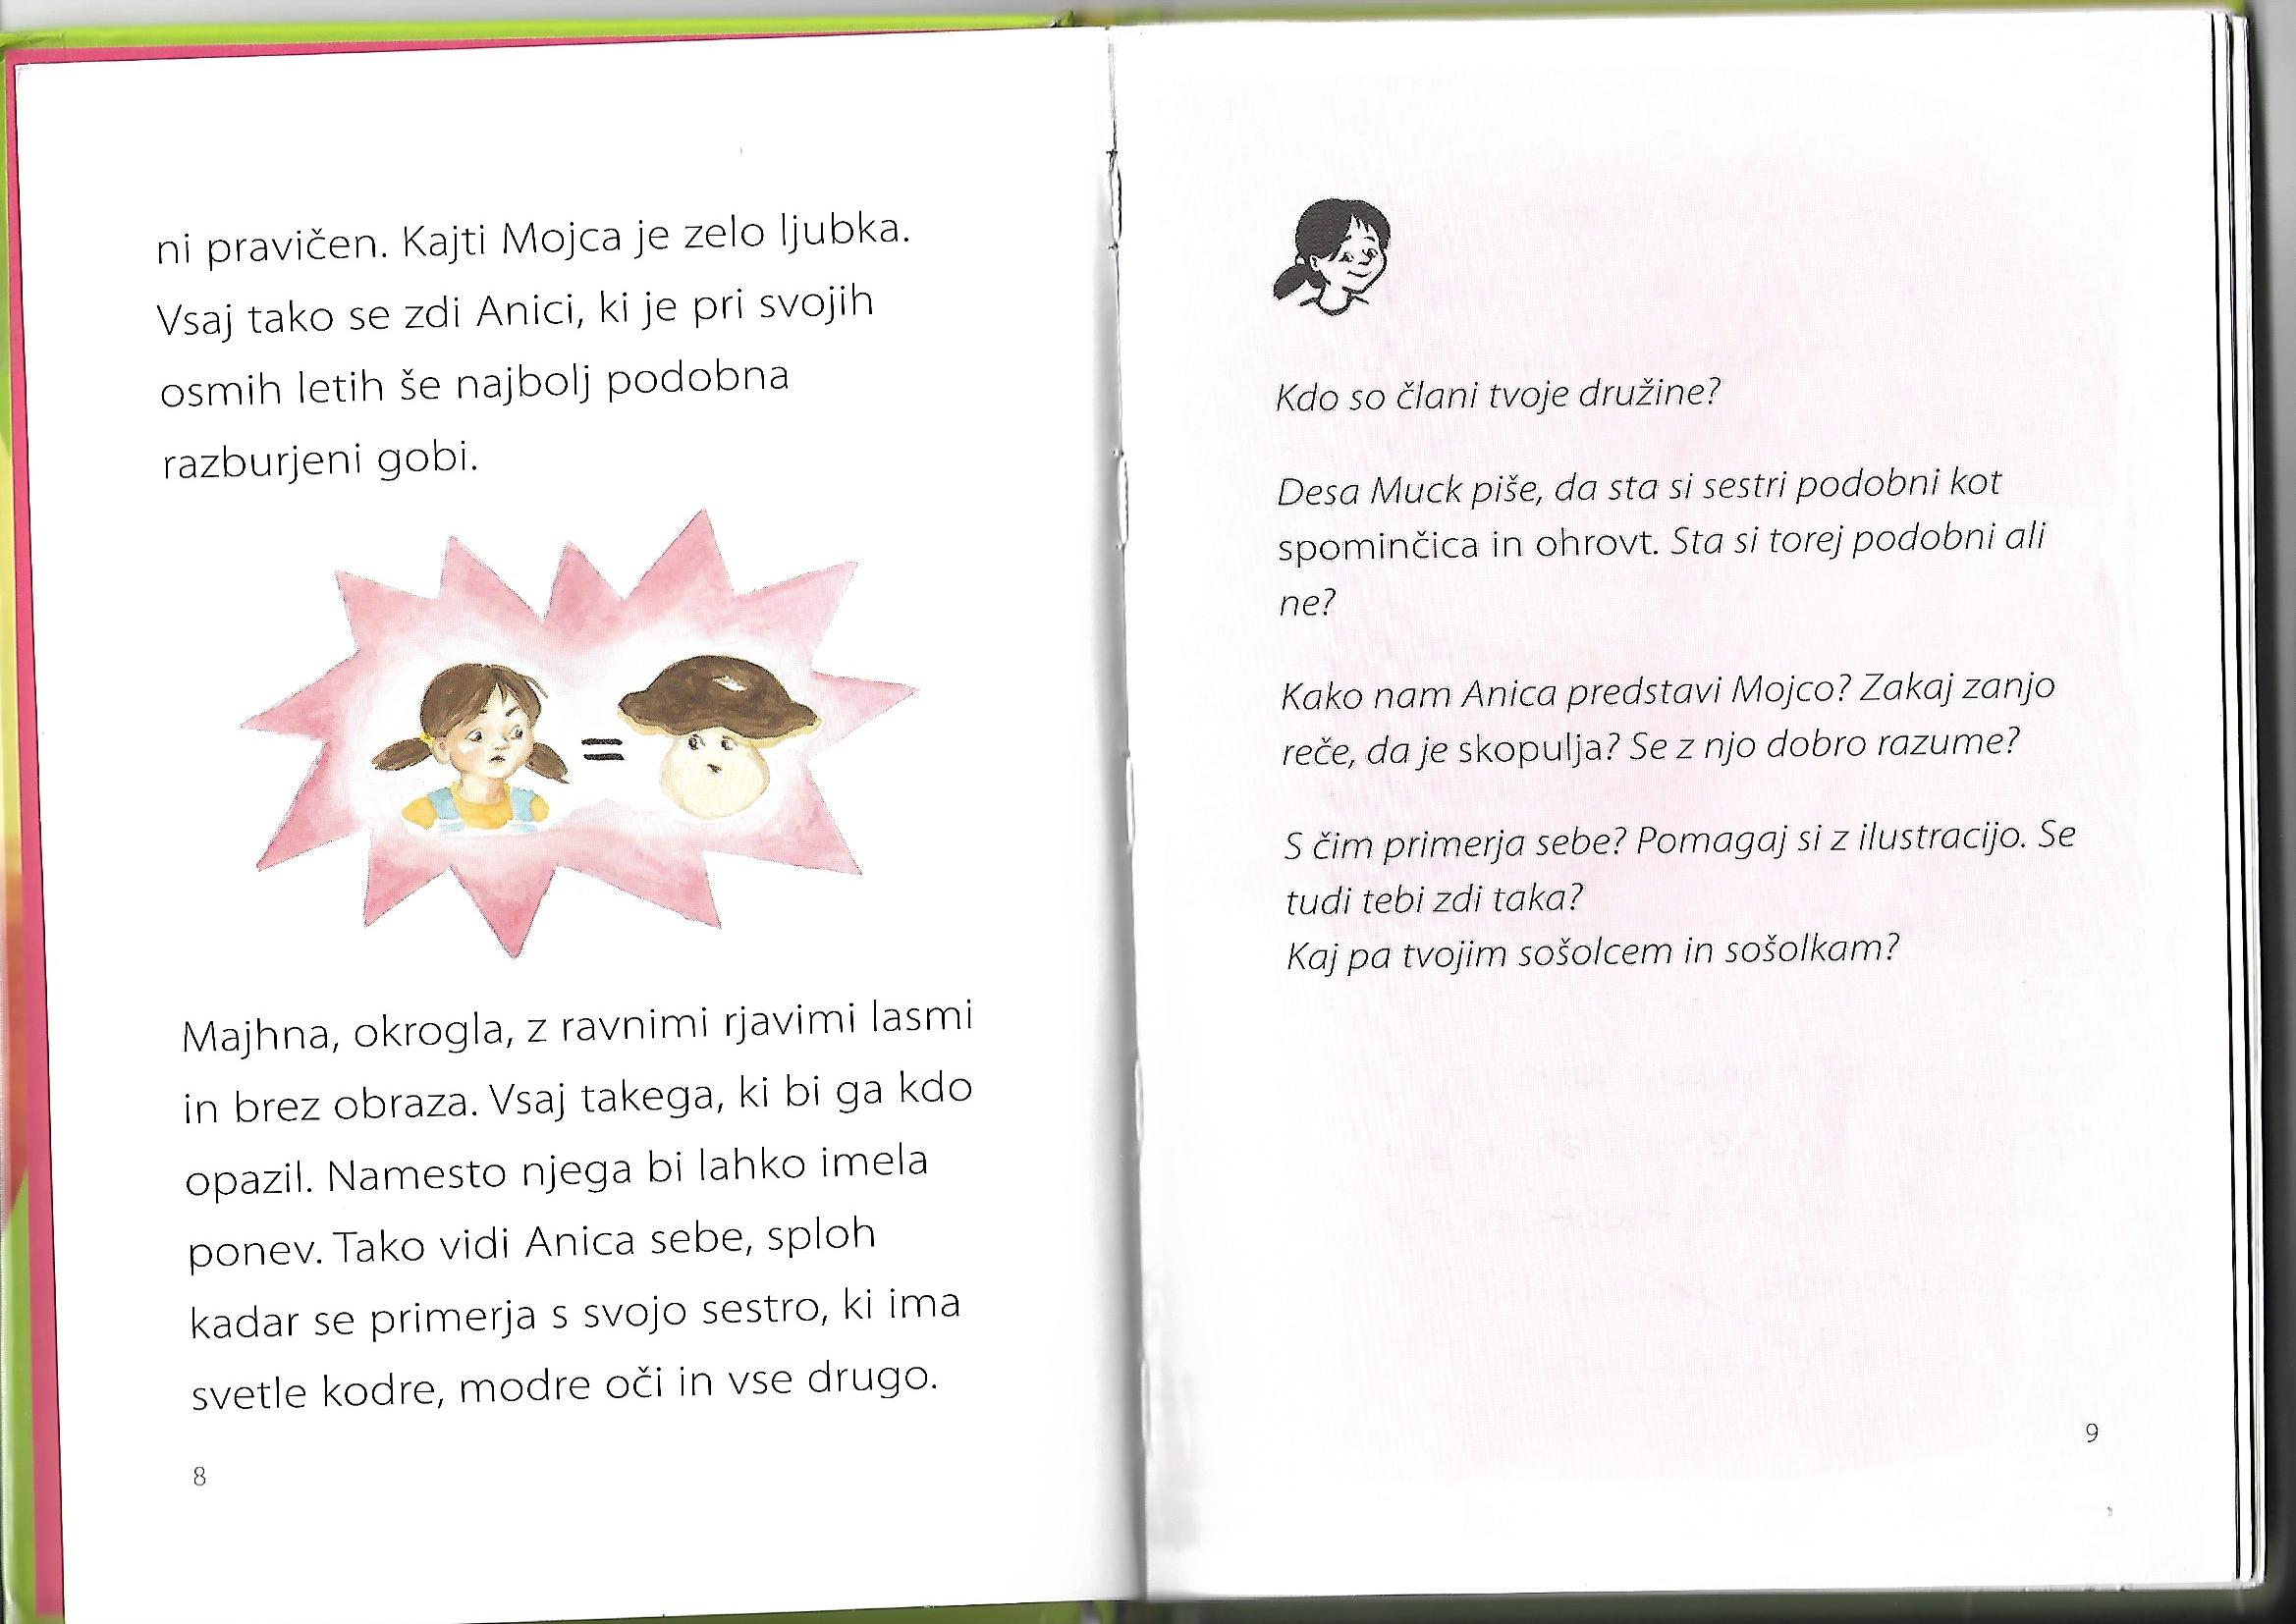 ni pravičen. Kajti Mojca je zelo ljubka.
Vsaj tako se zdi Anici, ki je pri svojih
osmih letih še najbolj podobna
razburjeni gobi.
=
Majhna, okrogla, z ravnimi rjavimi lasmi
in brez obraza. Vsaj takega, ki bi ga kdo
opazil. Namesto njega bi lahko imela
ponev. Tako vidi Anica sebe, sploh
kadar se primerja s svojo sestro, ki ima
svetle kodre, modre oči in vse drugo.
8
Kdo so člani tvoje družine?
Desa Muck piše, da sta si sestri podobni kot
spominčica in ohrovt. Sta si torej podobni ali
ne?
Kako nam Anica predstavi Mojco? Zakaj zanjo
reče, da je skopulja? Se z njo dobro razume?
S čim primerja sebe? Pomagaj si z ilustracijo. Se
tudi tebi zdi taka?
Kaj pa tvojim sošolcem in sošolkam?
9